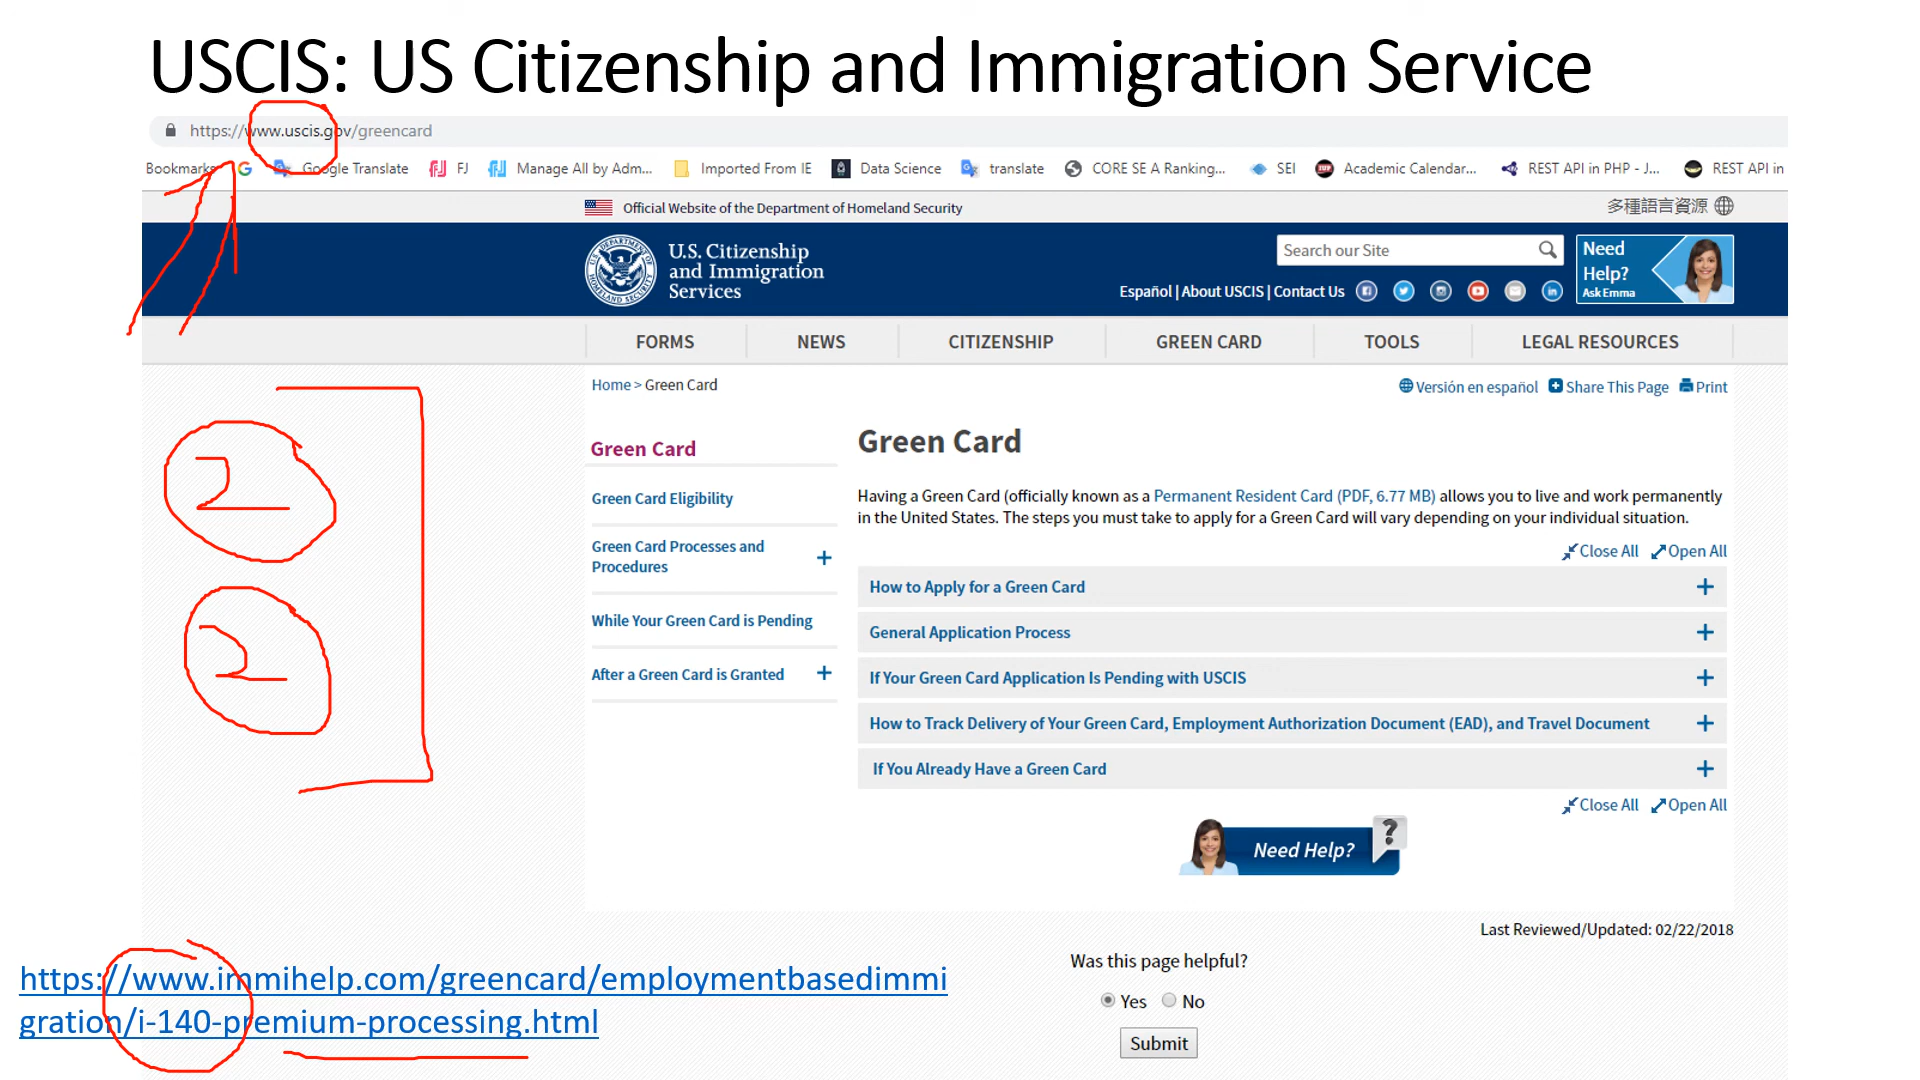 USCIS: US Citizenship and Immigration Service
https://www.uscis.gov/greencard
Bookmarks Google Translate FJ Manage All by Adm... Imported From IE Data Science translate CORE SE A Ranking... SEI Academic Calendar... REST API in PHP - J... REST API in
Official Website of the Department of Homeland Security
多種語言資源
U.S. Citizenship
and Immigration
Services
Search our Site
Need
Help?
Ask Emma
Español | About USCIS | Contact Us
FORMS NEWS CITIZENSHIP GREEN CARD TOOLS LEGAL RESOURCES
Home > Green Card
Versión en español Share This Page Print
Green Card
Green Card Eligibility
Green Card Processes and
Procedures
While Your Green Card is Pending
After a Green Card is Granted
Green Card
Having a Green Card (officially known as a Permanent Resident Card (PDF, 6.77 MB) allows you to live and work permanently
in the United States. The steps you must take to apply for a Green Card will vary depending on your individual situation.
Close All Open All
How to Apply for a Green Card
General Application Process
If Your Green Card Application Is Pending with USCIS
How to Track Delivery of Your Green Card, Employment Authorization Document (EAD), and Travel Document
If You Already Have a Green Card
Close All Open All
Need Help? ?
Last Reviewed/Updated: 02/22/2018
Was this page helpful?
Yes No
Submit
2
2
https://www.immihelp.com/greencard/employmentbasedimmi
gration/i-140-premium-processing.html